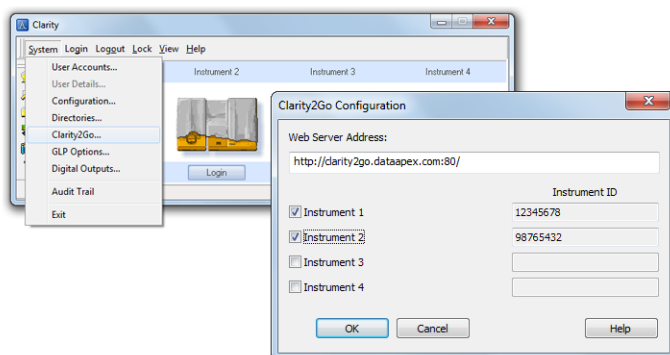 Clarity
System Login Logout Lock View Help
User Accounts...
User Details...
Configuration...
Directories...
Clarity2Go...
GLP Options...
Digital Outputs...
Audit Trail
Exit
Instrument 2 Instrument 3 Instrument 4
Login
Clarity2Go Configuration
Web Server Address:
http://clarity2go.dataapex.com:80/
Instrument ID
Instrument 1 12345678
Instrument 2 98765432
Instrument 3
Instrument 4
OK Cancel Help